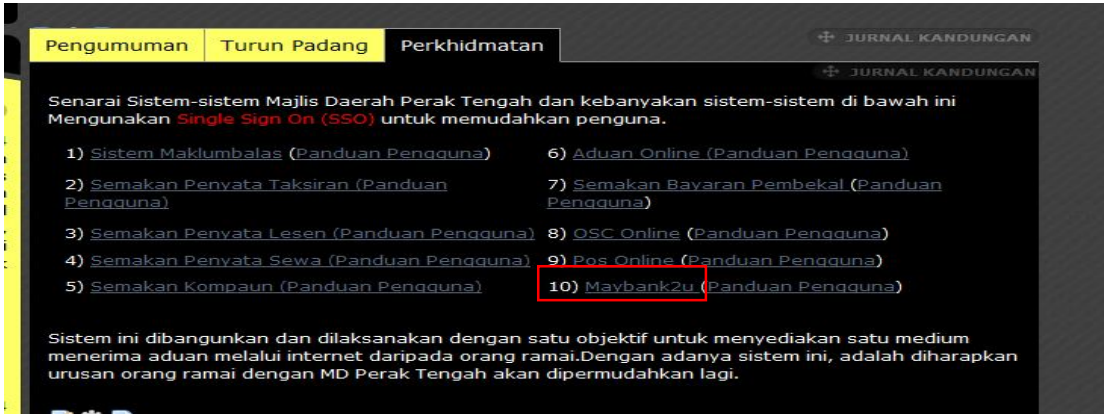 Pengumuman Turun Padang Perkhidmatan
JURNAL KANDUNGAN
JURNAL KANDUNGAN
Senarai Sistem-sistem Majlis Daerah Perak Tengah dan kebanyakan sistem-sistem di bawah ini
Mengunakan Single Sign On (SSO) untuk memudahkan penguna.
1) Sistem Maklumbalas (Panduan Pengguna)
2) Semakan Penyata Taksiran (Panduan
Pengguna)
3) Semakan Penyata Lesen (Panduan Pengguna)
4) Semakan Penyata Sewa (Panduan Pengguna)
5) Semakan Kompaun (Panduan Pengguna)
6) Aduan Online (Panduan Pengguna)
7) Semakan Bayaran Pembekal (Panduan
Pengguna)
8) OSC Online (Panduan Pengguna)
9) Pos Online (Panduan Pengguna)
10) Maybank2u (Panduan Pengguna)
Sistem ini dibangunkan dan dilaksanakan dengan satu objektif untuk menyediakan satu medium
menerima aduan melalui internet daripada orang ramai.Dengan adanya sistem ini, adalah diharapkan
urusan orang ramai dengan MD Perak Tengah akan dipermudahkan lagi.